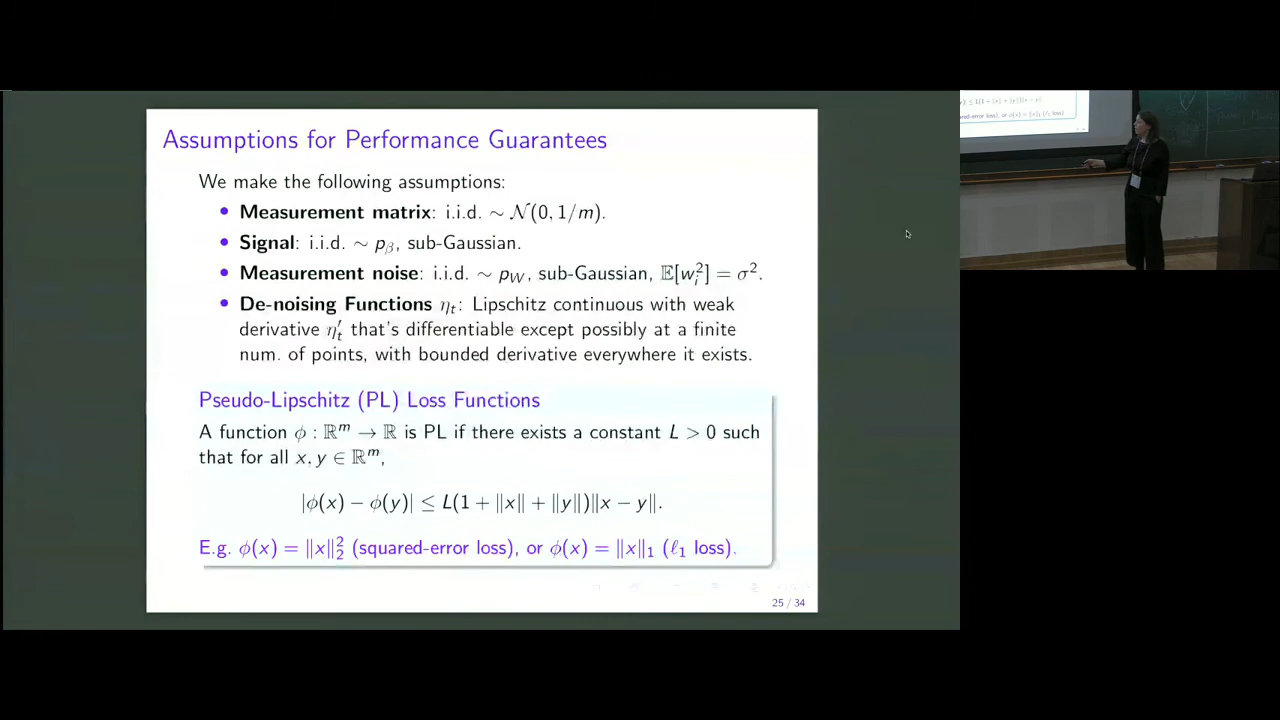 Assumptions for Performance Guarantees
We make the following assumptions:
• Measurement matrix: i.i.d. ∼ 𝒩(0, 1/m).
• Signal: i.i.d. ∼ p_β, sub-Gaussian.
• Measurement noise: i.i.d. ∼ p_W, sub-Gaussian, 𝔼[w_i^2] = σ^2.
• De-noising Functions η_t: Lipschitz continuous with weak
derivative η′_t that's differentiable except possibly at a finite
num. of points, with bounded derivative everywhere it exists.
Pseudo-Lipschitz (PL) Loss Functions
A function ϕ : ℝ^m → ℝ is PL if there exists a constant L > 0 such
that for all x, y ∈ ℝ^m,
|ϕ(x) − ϕ(y)| ≤ L(1 + ‖x‖ + ‖y‖)‖x − y‖.
E.g. ϕ(x) = ‖x‖_2^2 (squared-error loss), or ϕ(x) = ‖x‖_1 (ℓ_1 loss).
25 / 34